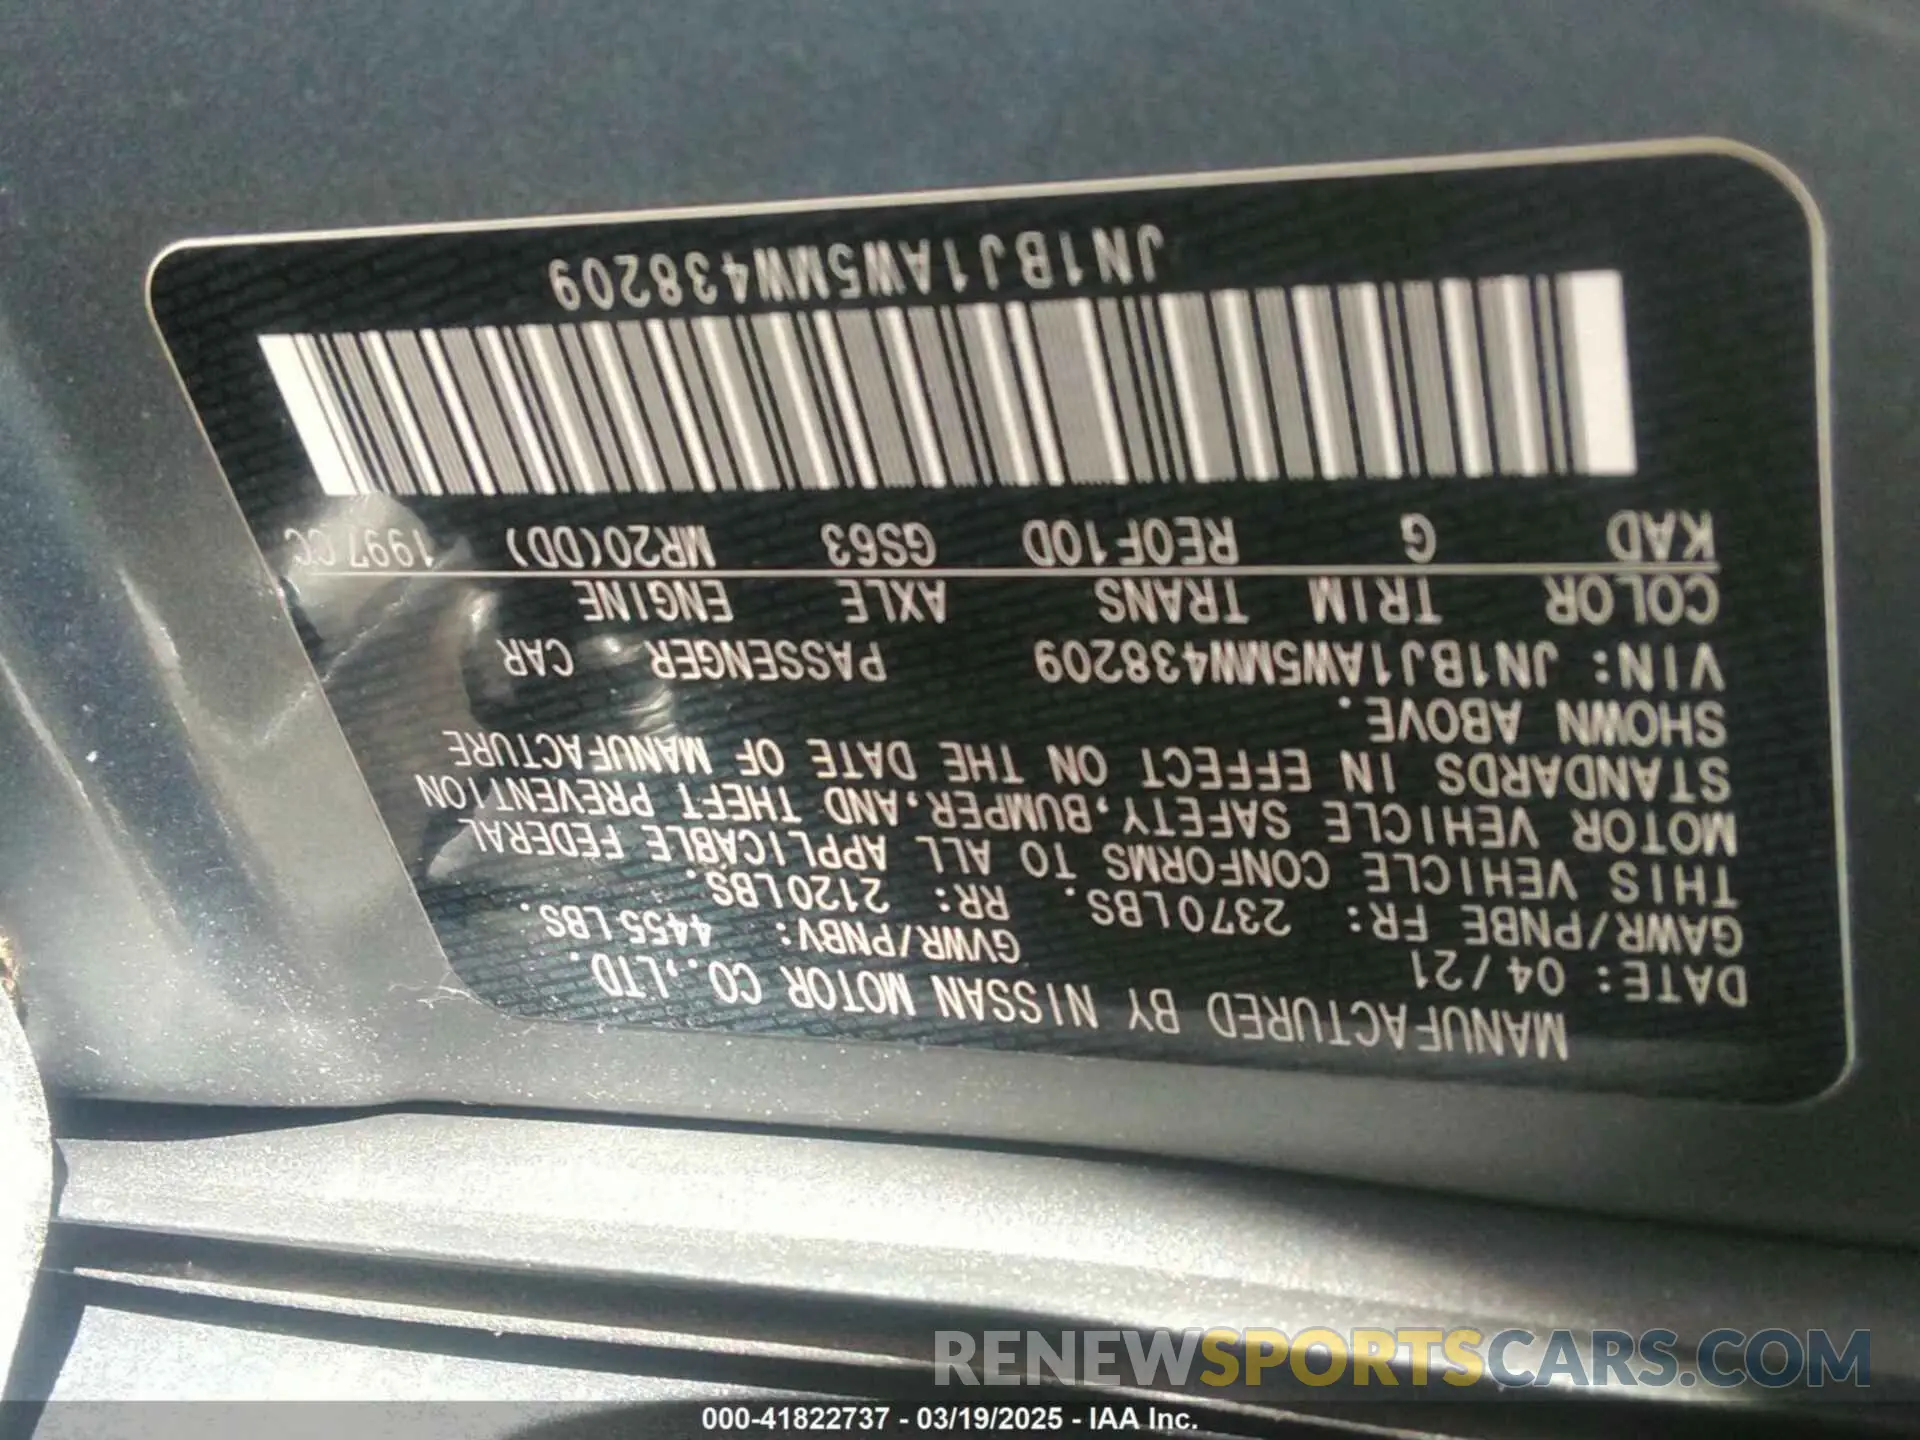 MANUFACTURED BY NISSAN MOTOR CO.,LTD.
DATE: 04/21 GVWR/PNBV: 4455LBS.
GAWR/PNBE FR: 2370LBS. RR: 2120LBS.
THIS VEHICLE CONFORMS TO ALL APPLICABLE FEDERAL
MOTOR VEHICLE SAFETY,BUMPER,AND THEFT PREVENTION
STANDARDS IN EFFECT ON THE DATE OF MANUFACTURE
SHOWN ABOVE.
VIN: JN1BJ1AW5MW438209 PASSENGER CAR
COLOR TRIM TRANS AXLE ENGINE
KAD G RE0F10D GS63 MR20(DD) 1997CC
JN1BJ1AW5MW438209
RENEWSPORTSCARS.COM
000-41822737 - 03/19/2025 - IAA Inc.